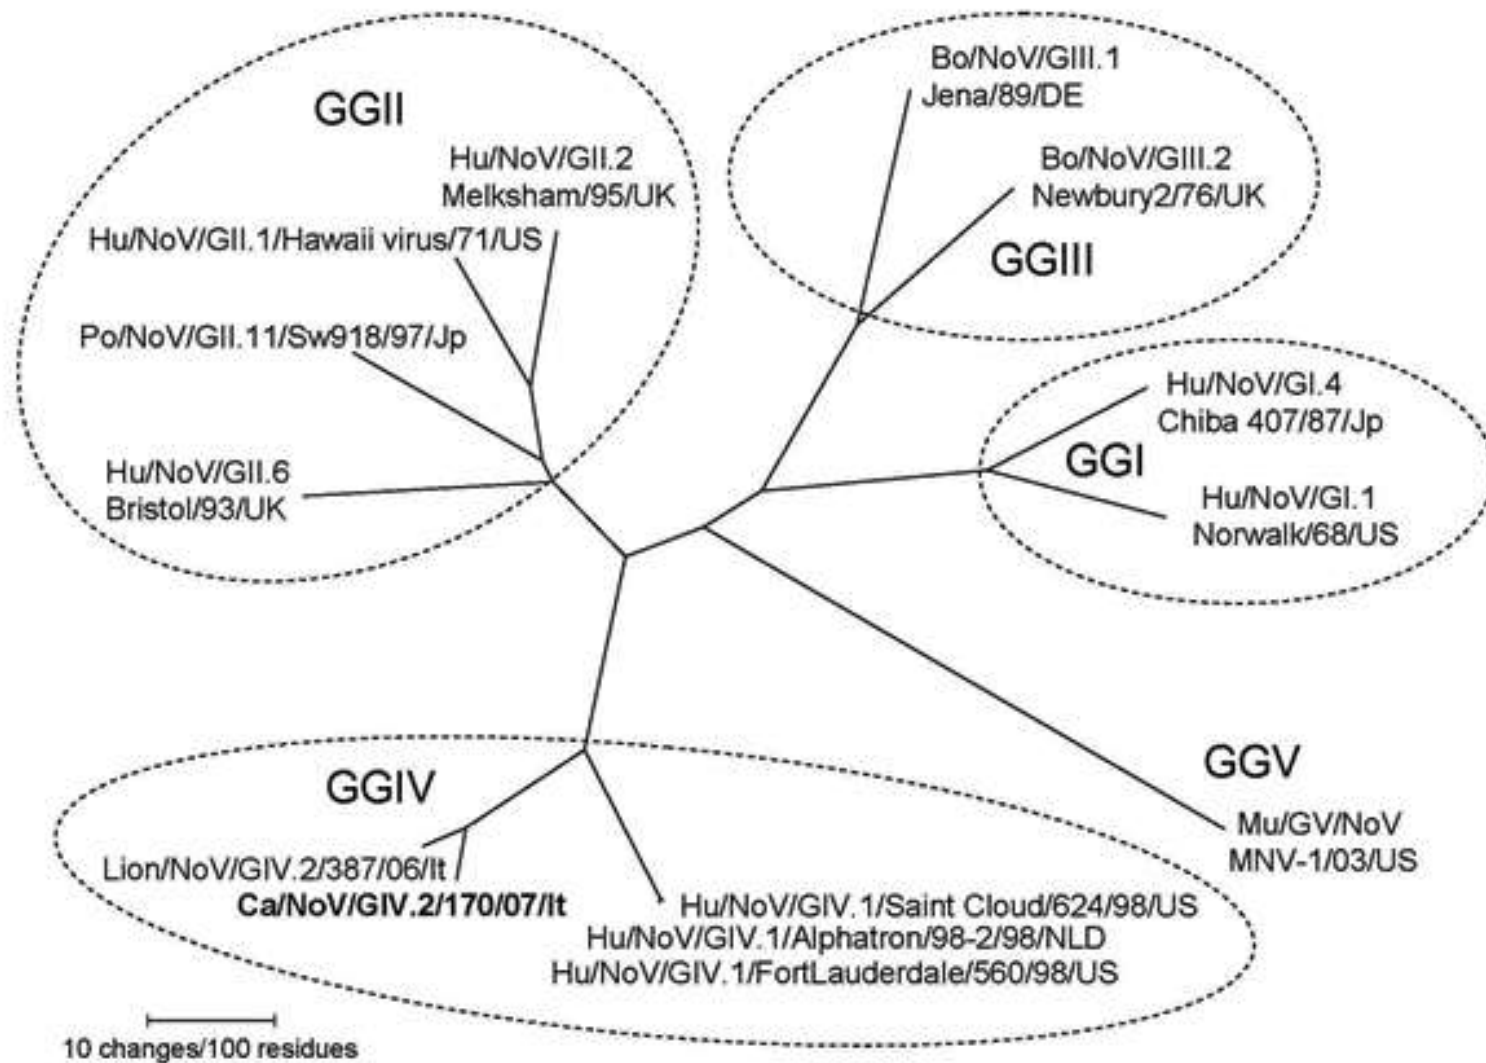 GGII
Hu/NoV/GII.2
Melksham/95/UK
Hu/NoV/GII.1/Hawaii virus/71/US
Po/NoV/GII.11/Sw918/97/Jp
Hu/NoV/GII.6
Bristol/93/UK
Bo/NoV/GIII.1
Jena/89/DE
Bo/NoV/GIII.2
Newbury2/76/UK
GGIII
Hu/NoV/GI.4
Chiba 407/87/Jp
GGI
Hu/NoV/GI.1
Norwalk/68/US
GGV
Mu/GV/NoV
MNV-1/03/US
GGIV
Lion/NoV/GIV.2/387/06/It
Ca/NoV/GIV.2/170/07/It
Hu/NoV/GIV.1/Saint Cloud/624/98/US
Hu/NoV/GIV.1/Alphatron/98-2/98/NLD
Hu/NoV/GIV.1/FortLauderdale/560/98/US
10 changes/100 residues